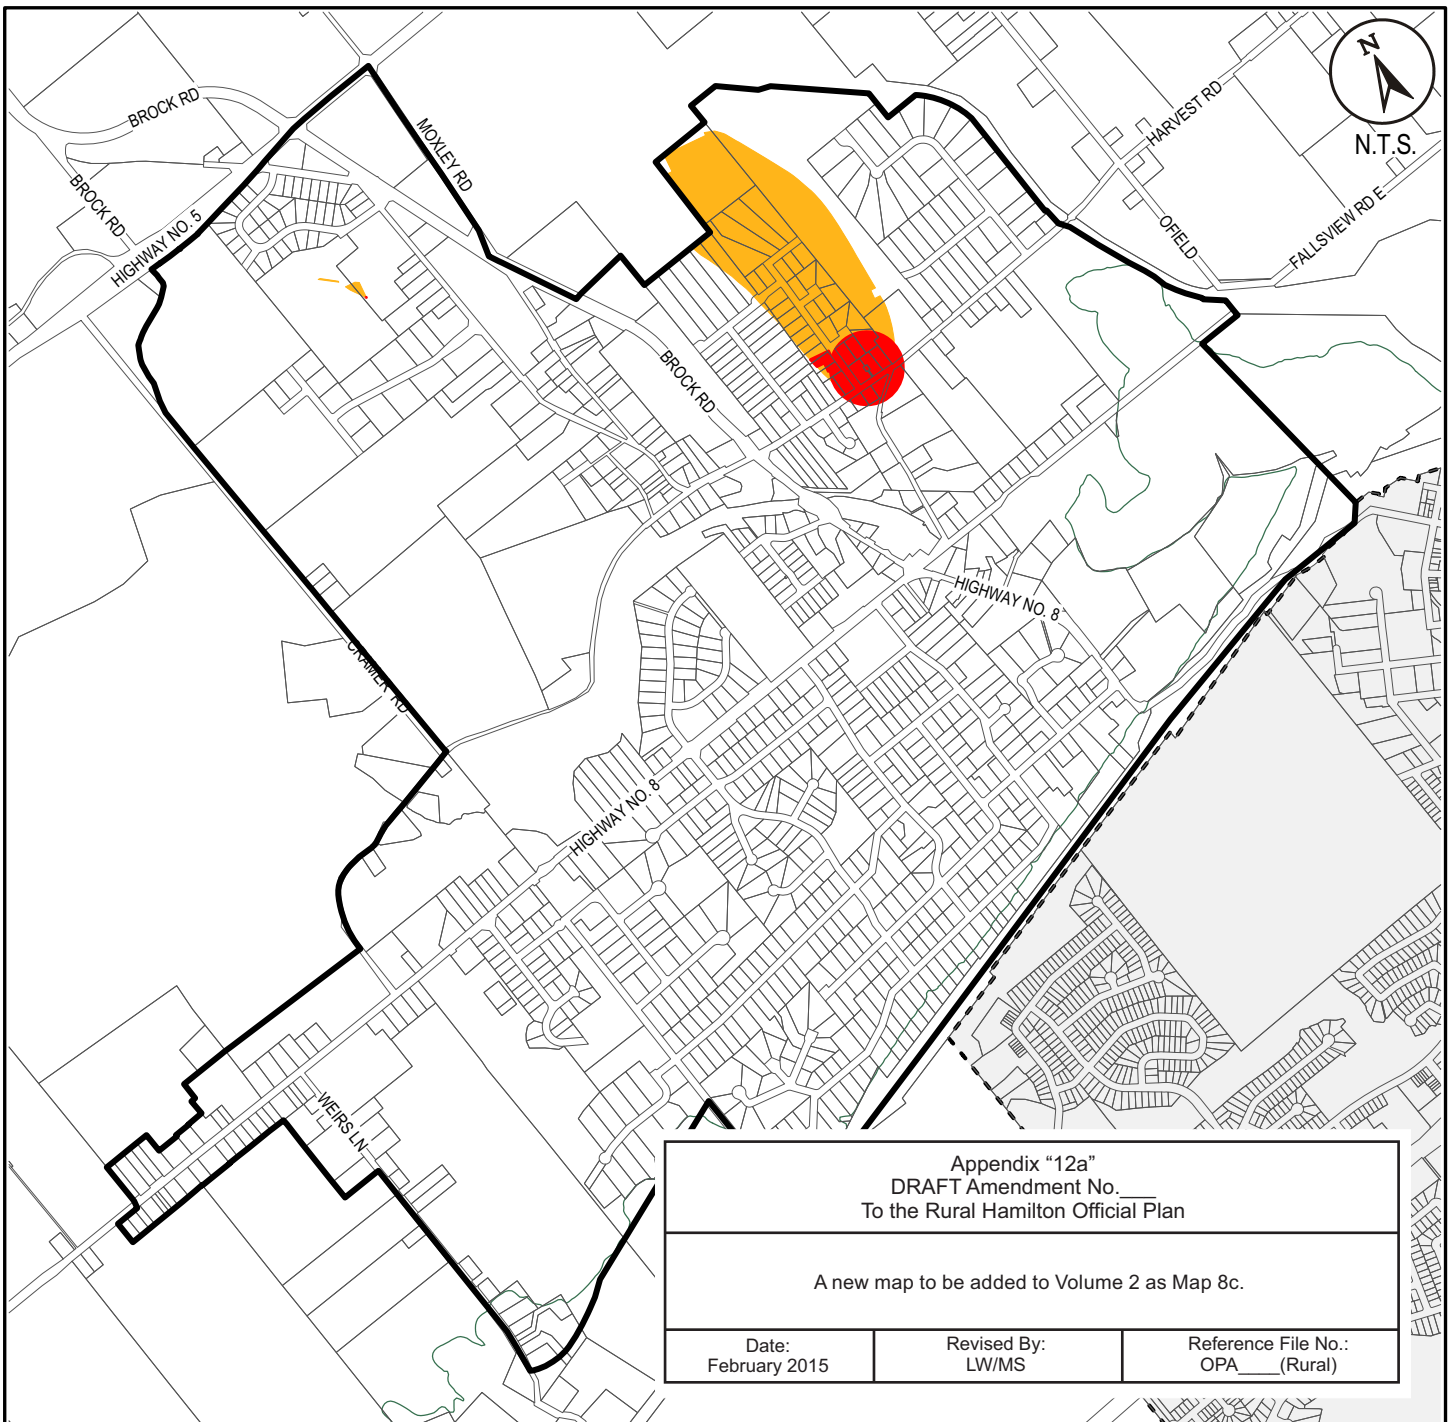 N
N.T.S.
BROCK RD
MOXLEY RD
HARVEST RD
BROCK RD
HIGHWAY NO. 5
OFIELD
FALLSVIEW RD E
BROCK RD
HIGHWAY NO. 8
CRAMER RD
HIGHWAY NO. 8
WEIRS LN
Appendix “12a”
DRAFT Amendment No.___
To the Rural Hamilton Official Plan
A new map to be added to Volume 2 as Map 8c.
Date:
February 2015
Revised By:
LW/MS
Reference File No.:
OPA____(Rural)